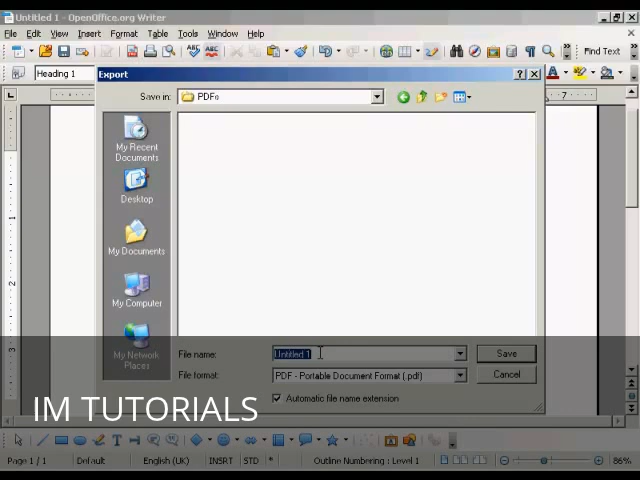 Untitled 1 - OpenOffice.org Writer
File Edit View Insert Format Table Tools Window Help
Find Text
Heading 1
Export
Save in: PDFs
My Recent Documents
Desktop
My Documents
My Computer
My Network Places
File name: Untitled 1 Save
File format: PDF - Portable Document Format (.pdf) Cancel
Automatic file name extension
IM TUTORIALS
Page 1 / 1 Default English (UK) INSRT STD * Outline Numbering : Level 1 86%